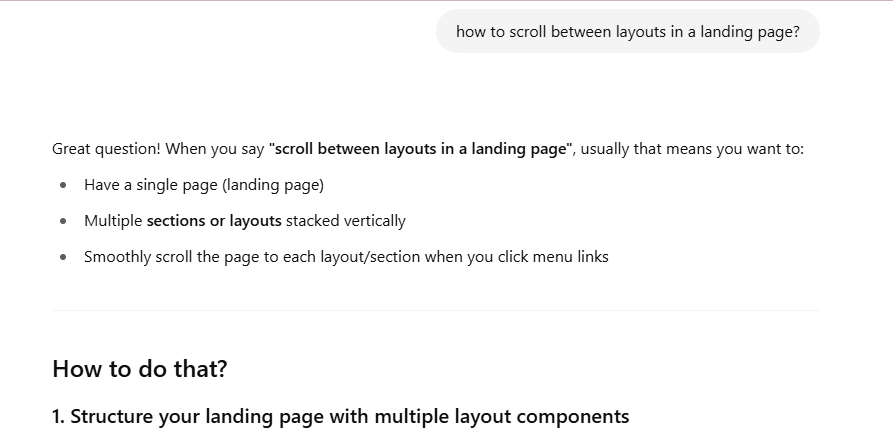 how to scroll between layouts in a landing page?
Great question! When you say "scroll between layouts in a landing page", usually that means you want to:
• Have a single page (landing page)
• Multiple sections or layouts stacked vertically
• Smoothly scroll the page to each layout/section when you click menu links
How to do that?
1. Structure your landing page with multiple layout components